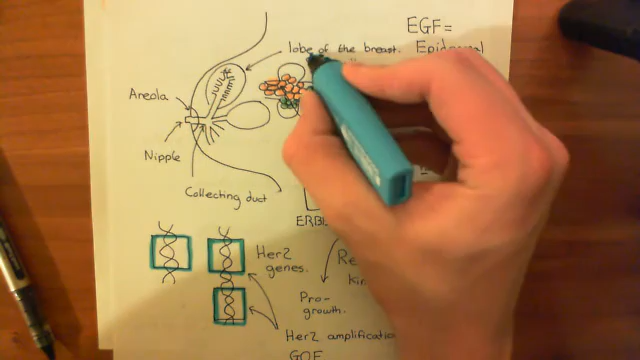 EGF=
lobe of the breast. Epidermal
Areola
Nipple
Collecting duct
ERBB
Her2
genes.
Pro-
growth.
Her2 amplification
GOF